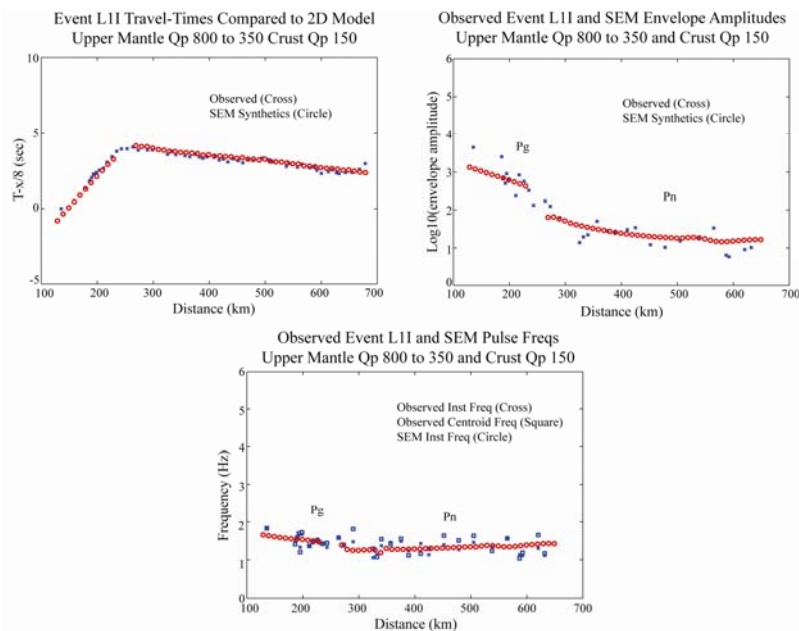 Event L1I Travel-Times Compared to 2D Model
Upper Mantle Qp 800 to 350 Crust Qp 150
10
5
0
-5
T-x/8 (sec)
Observed (Cross)
SEM Synthetics (Circle)
100 200 300 400 500 600 700
Distance (km)
Observed Event L1I and SEM Envelope Amplitudes
Upper Mantle Qp 800 to 350 and Crust Qp 150
6
5
4
3
2
1
0
Log10(envelope amplitude)
Observed (Cross)
SEM Synthetics (Circle)
Pg
Pn
100 200 300 400 500 600 700
Distance (km)
Observed Event L1I and SEM Pulse Freqs
Upper Mantle Qp 800 to 350 and Crust Qp 150
6
5
4
3
2
1
0
Frequency (Hz)
Observed Inst Freq (Cross)
Observed Centroid Freq (Square)
SEM Inst Freq (Circle)
Pg
Pn
100 200 300 400 500 600 700
Distance (km)